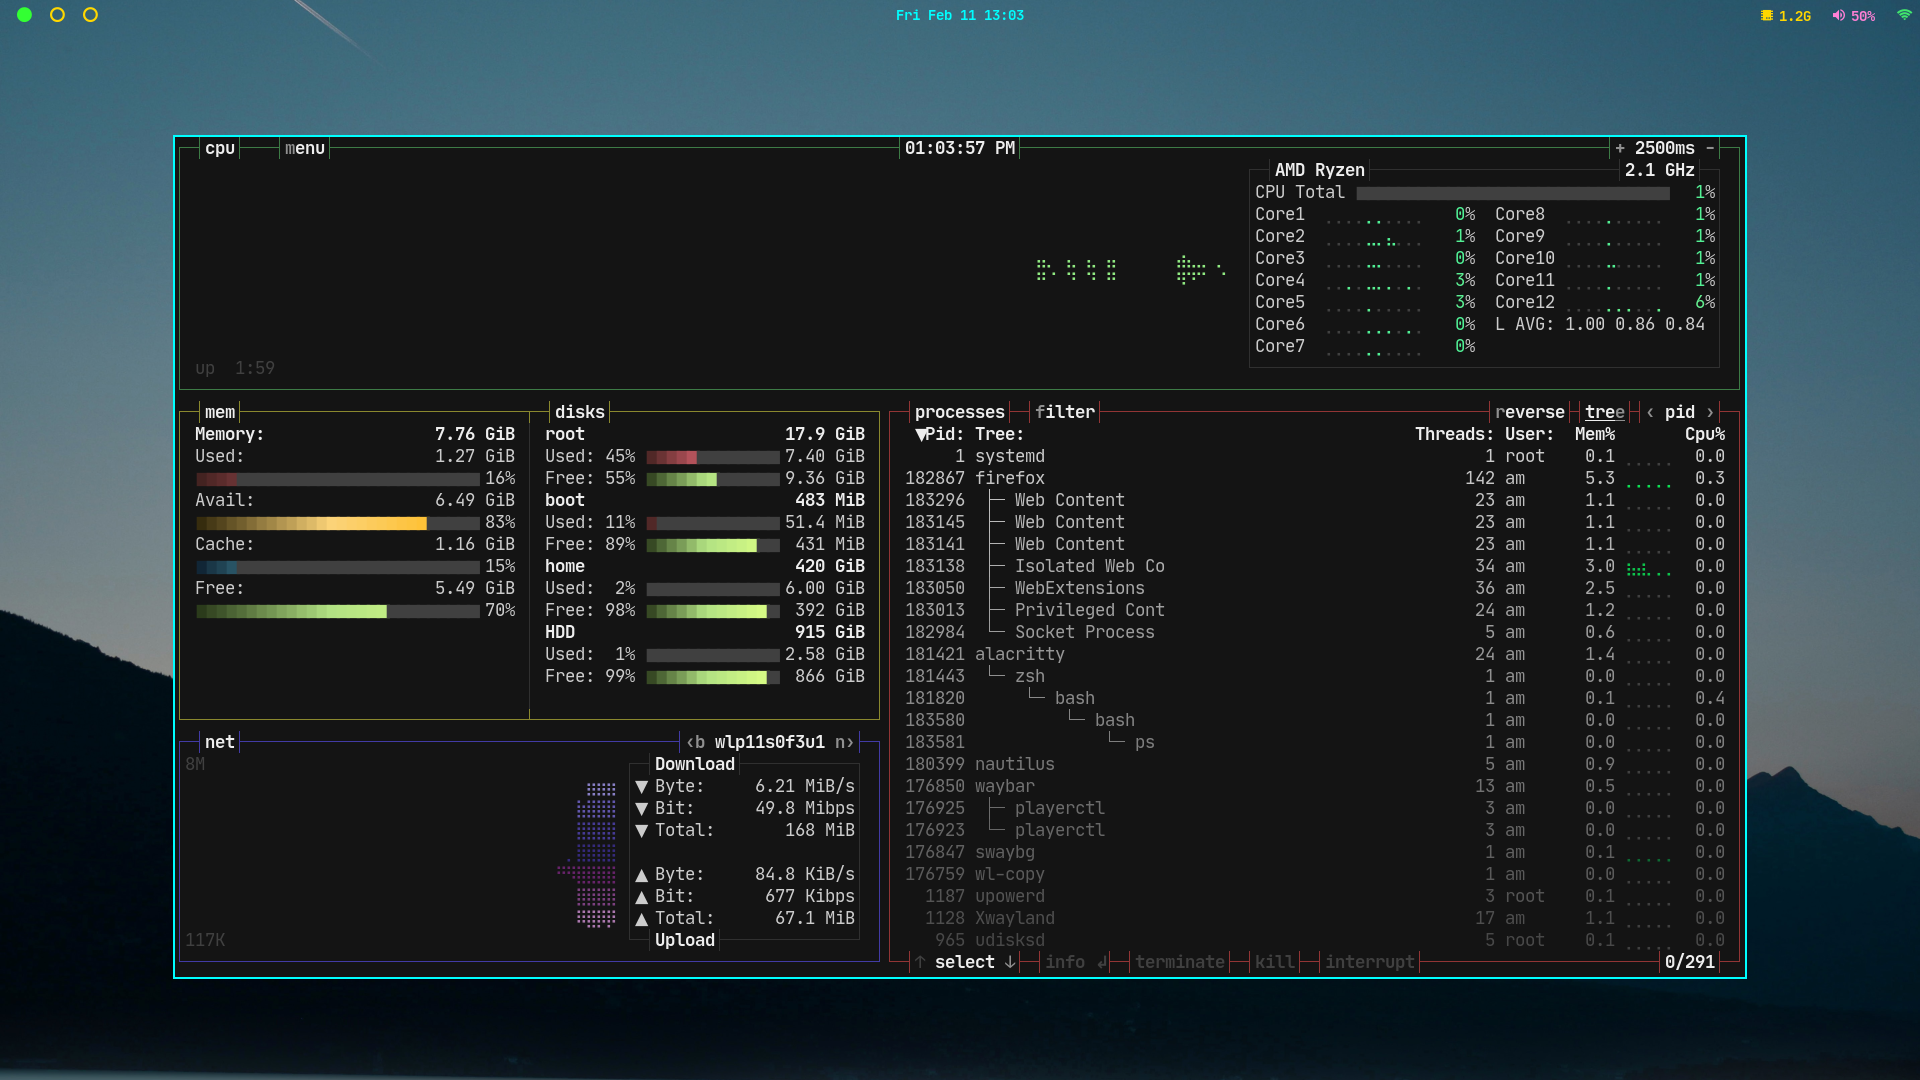 Fri Feb 11 13:03
1.2G 50%
cpu menu 01:03:57 PM + 2500ms -
AMD Ryzen 2.1 GHz
CPU Total 1%
Core1 0% Core8 1%
Core2 1% Core9 1%
Core3 0% Core10 1%
Core4 3% Core11 1%
Core5 3% Core12 6%
Core6 0% L AVG: 1.00 0.86 0.84
Core7 0%
up 1:59
mem
Memory: 7.76 GiB
Used: 1.27 GiB
16%
Avail: 6.49 GiB
83%
Cache: 1.16 GiB
15%
Free: 5.49 GiB
70%
disks
root 17.9 GiB
Used: 45% 7.40 GiB
Free: 55% 9.36 GiB
boot 483 MiB
Used: 11% 51.4 MiB
Free: 89% 431 MiB
home 420 GiB
Used: 2% 6.00 GiB
Free: 98% 392 GiB
HDD 915 GiB
Used: 1% 2.58 GiB
Free: 99% 866 GiB
net ‹b wlp11s0f3u1 n›
8M
117K
Download
▼ Byte: 6.21 MiB/s
▼ Bit: 49.8 Mibps
▼ Total: 168 MiB
▲ Byte: 84.8 KiB/s
▲ Bit: 677 Kibps
▲ Total: 67.1 MiB
Upload
processes filter reverse tree ‹ pid ›
▼Pid: Tree: Threads: User: Mem% Cpu%
1 systemd 1 root 0.1 0.0
182867 firefox 142 am 5.3 0.3
183296 Web Content 23 am 1.1 0.0
183145 Web Content 23 am 1.1 0.0
183141 Web Content 23 am 1.1 0.0
183138 Isolated Web Co 34 am 3.0 0.0
183050 WebExtensions 36 am 2.5 0.0
183013 Privileged Cont 24 am 1.2 0.0
182984 Socket Process 5 am 0.6 0.0
181421 alacritty 24 am 1.4 0.0
181443 zsh 1 am 0.0 0.0
181820 bash 1 am 0.1 0.4
183580 bash 1 am 0.0 0.0
183581 ps 1 am 0.0 0.0
180399 nautilus 5 am 0.9 0.0
176850 waybar 13 am 0.5 0.0
176925 playerctl 3 am 0.0 0.0
176923 playerctl 3 am 0.0 0.0
176847 swaybg 1 am 0.1 0.0
176759 wl-copy 1 am 0.0 0.0
1187 upowerd 3 root 0.1 0.0
1128 Xwayland 17 am 1.1 0.0
965 udisksd 5 root 0.1 0.0
↑ select ↓ info ↲ terminate kill interrupt 0/291